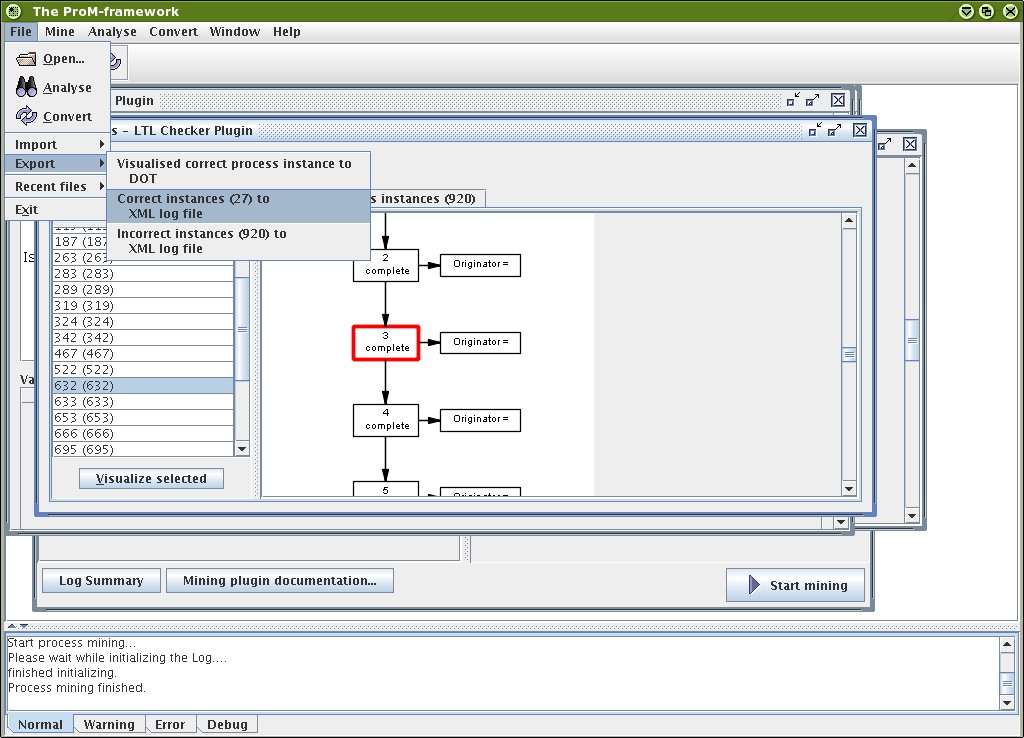 The ProM-framework
File Mine Analyse Convert Window Help
Open...
Analyse
Convert
Import
Export
Recent files
Exit
Visualised correct process instance to
DOT
Correct instances (27) to
XML log file
Incorrect instances (920) to
XML log file
Plugin
s - LTL Checker Plugin
s instances (920)
187 (187
263 (263)
283 (283)
289 (289)
319 (319)
324 (324)
342 (342)
467 (467)
522 (522)
632 (632)
633 (633)
653 (653)
666 (666)
695 (695)
Visualize selected
Is
Va
2
complete
Originator=
3
complete
Originator=
4
complete
Originator=
5
Originator=
Log Summary
Mining plugin documentation...
Start mining
Start process mining...
Please wait while initializing the Log....
finished initializing.
Process mining finished.
Normal Warning Error Debug